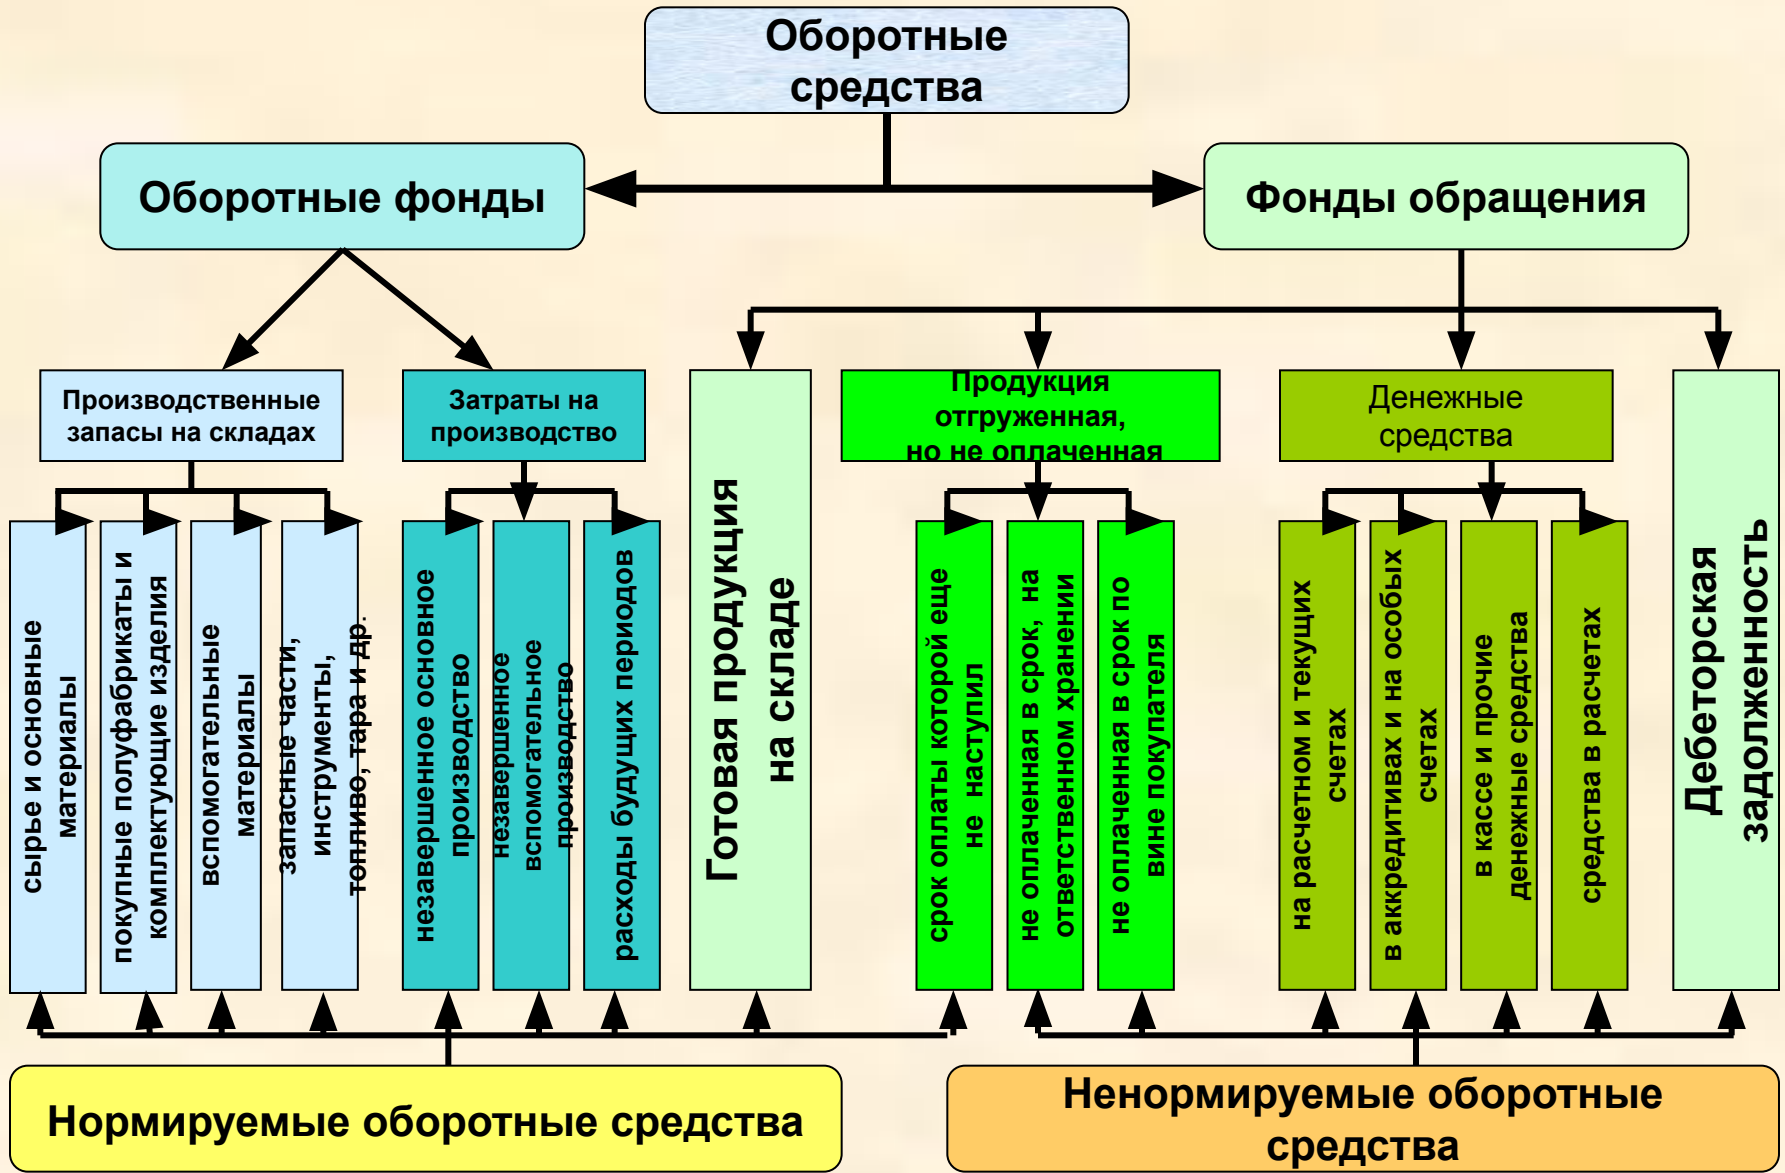 Оборотные
средства
Оборотные фонды
Фонды обращения
Производственные
запасы на складах
Затраты на
производство
Готовая продукция
на складе
Продукция
отгруженная,
но не оплаченная
Денежные
средства
Дебеторская
задолженность
сырье и основные
материалы
покупные полуфабрикаты и
комплектующие изделия
вспомогательные
материалы
запасные части,
инструменты,
топливо, тара и др.
незавершенное основное
производство
незавершенное
вспомогательное
производство
расходы будущих периодов
срок оплаты которой еще
не наступил
не оплаченная в срок, на
ответственном хранении
не оплаченная в срок по
вине покупателя
на расчетном и текущих
счетах
в аккредитивах и на особых
счетах
в кассе и прочие
денежные средства
средства в расчетах
Нормируемые оборотные средства
Ненормируемые оборотные
средства